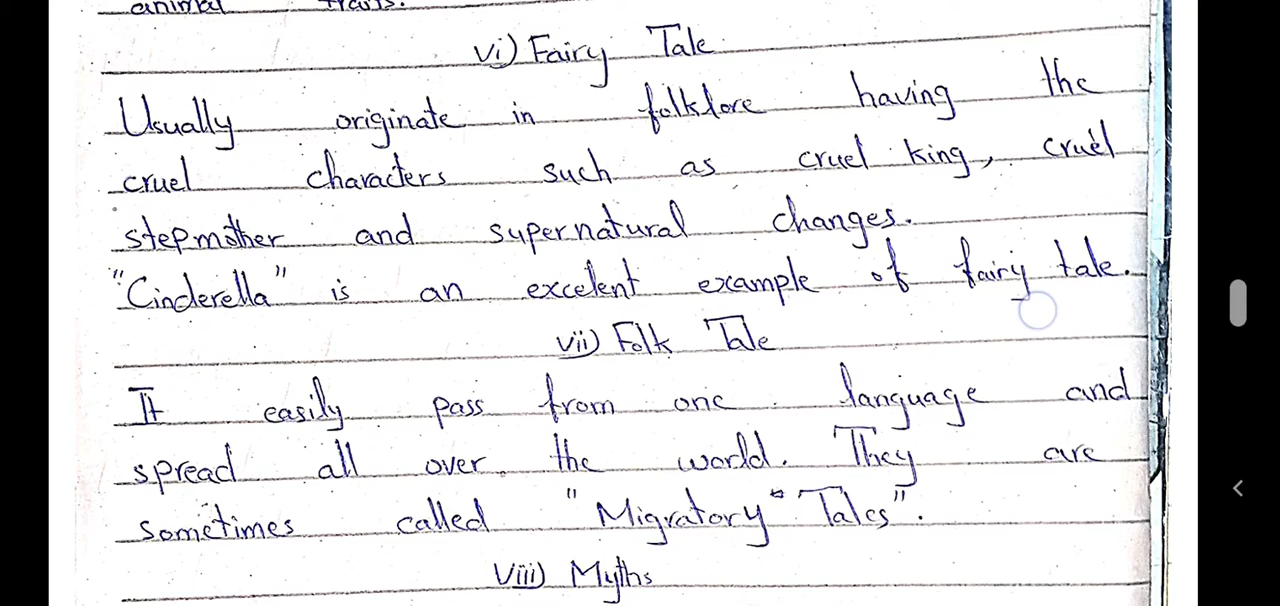 animal traits.
vi) Fairy Tale
Usually originate in folklore having the
cruel characters such as cruel king, cruel
stepmother and supernatural changes.
"Cinderella" is an excelent example of fairy tale.
vii) Folk Tale
It easily pass from one language and
spread all over the world. They are
sometimes called "Migratory" Tales".
Viii) Myths